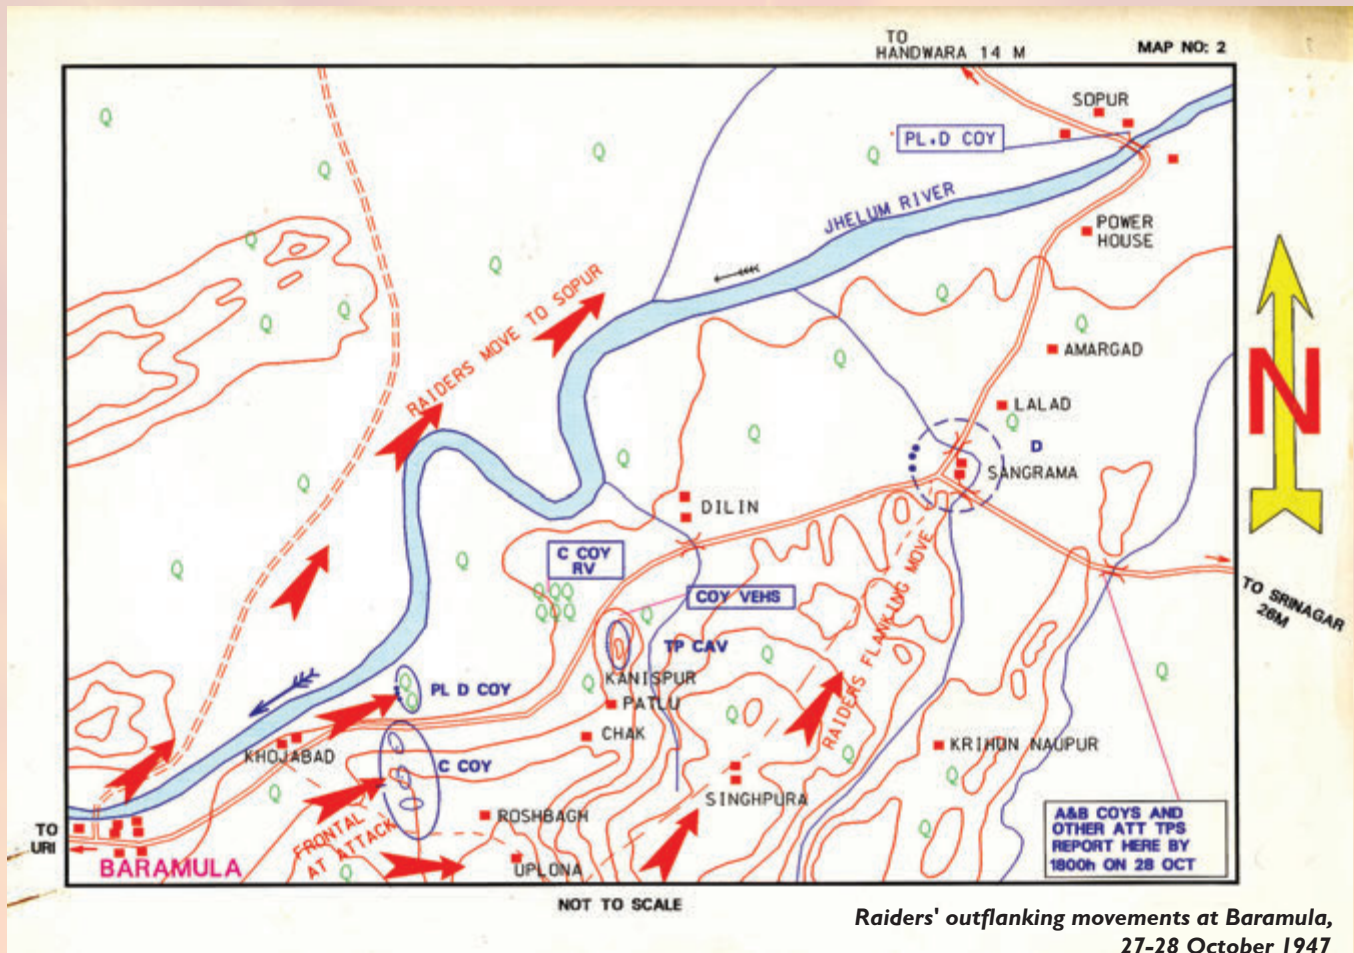 TO
HANDWARA 14 M
MAP NO: 2
SOPUR
PL.D COY
JHELUM RIVER
POWER
HOUSE
RAIDERS MOVE TO SOPUR
AMARGAD
LALAD
D
SANGRAMA
DILIN
C COY
RV
COY VEHS
RAIDERS FLANKING MOVE
TO SRINAGAR
26M
TP CAV
KANISPUR
PATLU
PL D COY
CHAK
KHOJABAD
C COY
KRIHUN NAUPUR
SINGHPURA
ROSHBAGH
FRONTAL
AT ATTACK
UPLONA
TO
URI
BARAMULA
A&B COYS AND
OTHER ATT TPS
REPORT HERE BY
1800h ON 28 OCT
N
NOT TO SCALE
Raiders' outflanking movements at Baramula,
27-28 October 1947